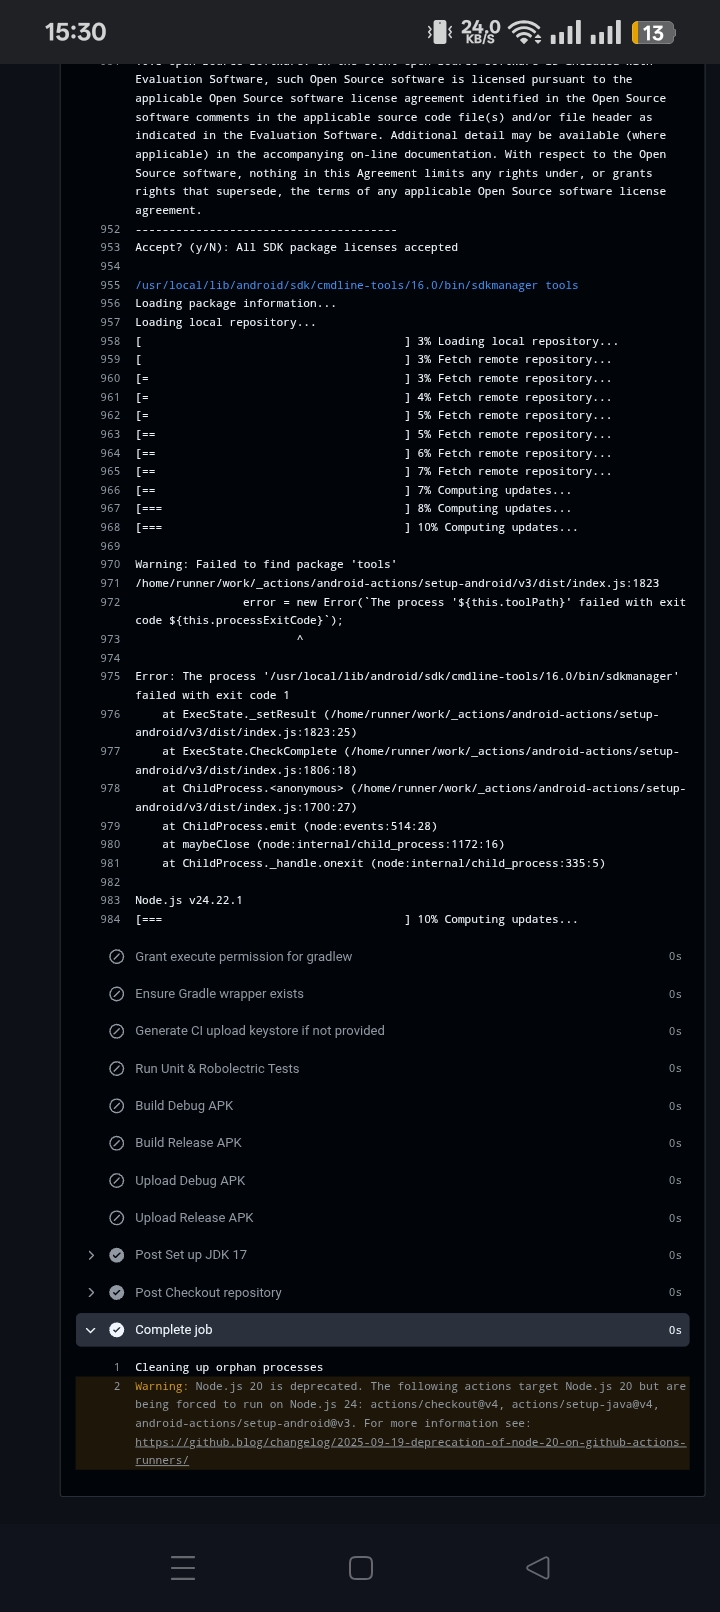 15:30
24.0 KB/S
13
Evaluation Software, such Open Source software is licensed pursuant to the
applicable Open Source software license agreement identified in the Open Source
software comments in the applicable source code file(s) and/or file header as
indicated in the Evaluation Software. Additional detail may be available (where
applicable) in the accompanying on-line documentation. With respect to the Open
Source software, nothing in this Agreement limits any rights under, or grants
rights that supersede, the terms of any applicable Open Source software license
agreement.
952 ---------------------------------------
953 Accept? (y/N): All SDK package licenses accepted
954
955 /usr/local/lib/android/sdk/cmdline-tools/16.0/bin/sdkmanager tools
956 Loading package information...
957 Loading local repository...
958 [                                       ] 3% Loading local repository...
959 [                                       ] 3% Fetch remote repository...
960 [=                                      ] 3% Fetch remote repository...
961 [=                                      ] 4% Fetch remote repository...
962 [=                                      ] 5% Fetch remote repository...
963 [==                                     ] 5% Fetch remote repository...
964 [==                                     ] 6% Fetch remote repository...
965 [==                                     ] 7% Fetch remote repository...
966 [==                                     ] 7% Computing updates...
967 [===                                    ] 8% Computing updates...
968 [===                                    ] 10% Computing updates...
969
970 Warning: Failed to find package 'tools'
971 /home/runner/work/_actions/android-actions/setup-android/v3/dist/index.js:1823
972                 error = new Error(`The process '${this.toolPath}' failed with exit
code ${this.processExitCode}`);
973                         ^
974
975 Error: The process '/usr/local/lib/android/sdk/cmdline-tools/16.0/bin/sdkmanager'
failed with exit code 1
976     at ExecState._setResult (/home/runner/work/_actions/android-actions/setup-
android/v3/dist/index.js:1823:25)
977     at ExecState.CheckComplete (/home/runner/work/_actions/android-actions/setup-
android/v3/dist/index.js:1806:18)
978     at ChildProcess.<anonymous> (/home/runner/work/_actions/android-actions/setup-
android/v3/dist/index.js:1700:27)
979     at ChildProcess.emit (node:events:514:28)
980     at maybeClose (node:internal/child_process:1172:16)
981     at ChildProcess._handle.onexit (node:internal/child_process:335:5)
982
983 Node.js v24.22.1
984 [===                                    ] 10% Computing updates...
Grant execute permission for gradlew 0s
Ensure Gradle wrapper exists 0s
Generate CI upload keystore if not provided 0s
Run Unit & Robolectric Tests 0s
Build Debug APK 0s
Build Release APK 0s
Upload Debug APK 0s
Upload Release APK 0s
Post Set up JDK 17 0s
Post Checkout repository 0s
Complete job 0s
1 Cleaning up orphan processes
2 Warning: Node.js 20 is deprecated. The following actions target Node.js 20 but are
being forced to run on Node.js 24: actions/checkout@v4, actions/setup-java@v4,
android-actions/setup-android@v3. For more information see:
https://github.blog/changelog/2025-09-19-deprecation-of-node-20-on-github-actions-
runners/